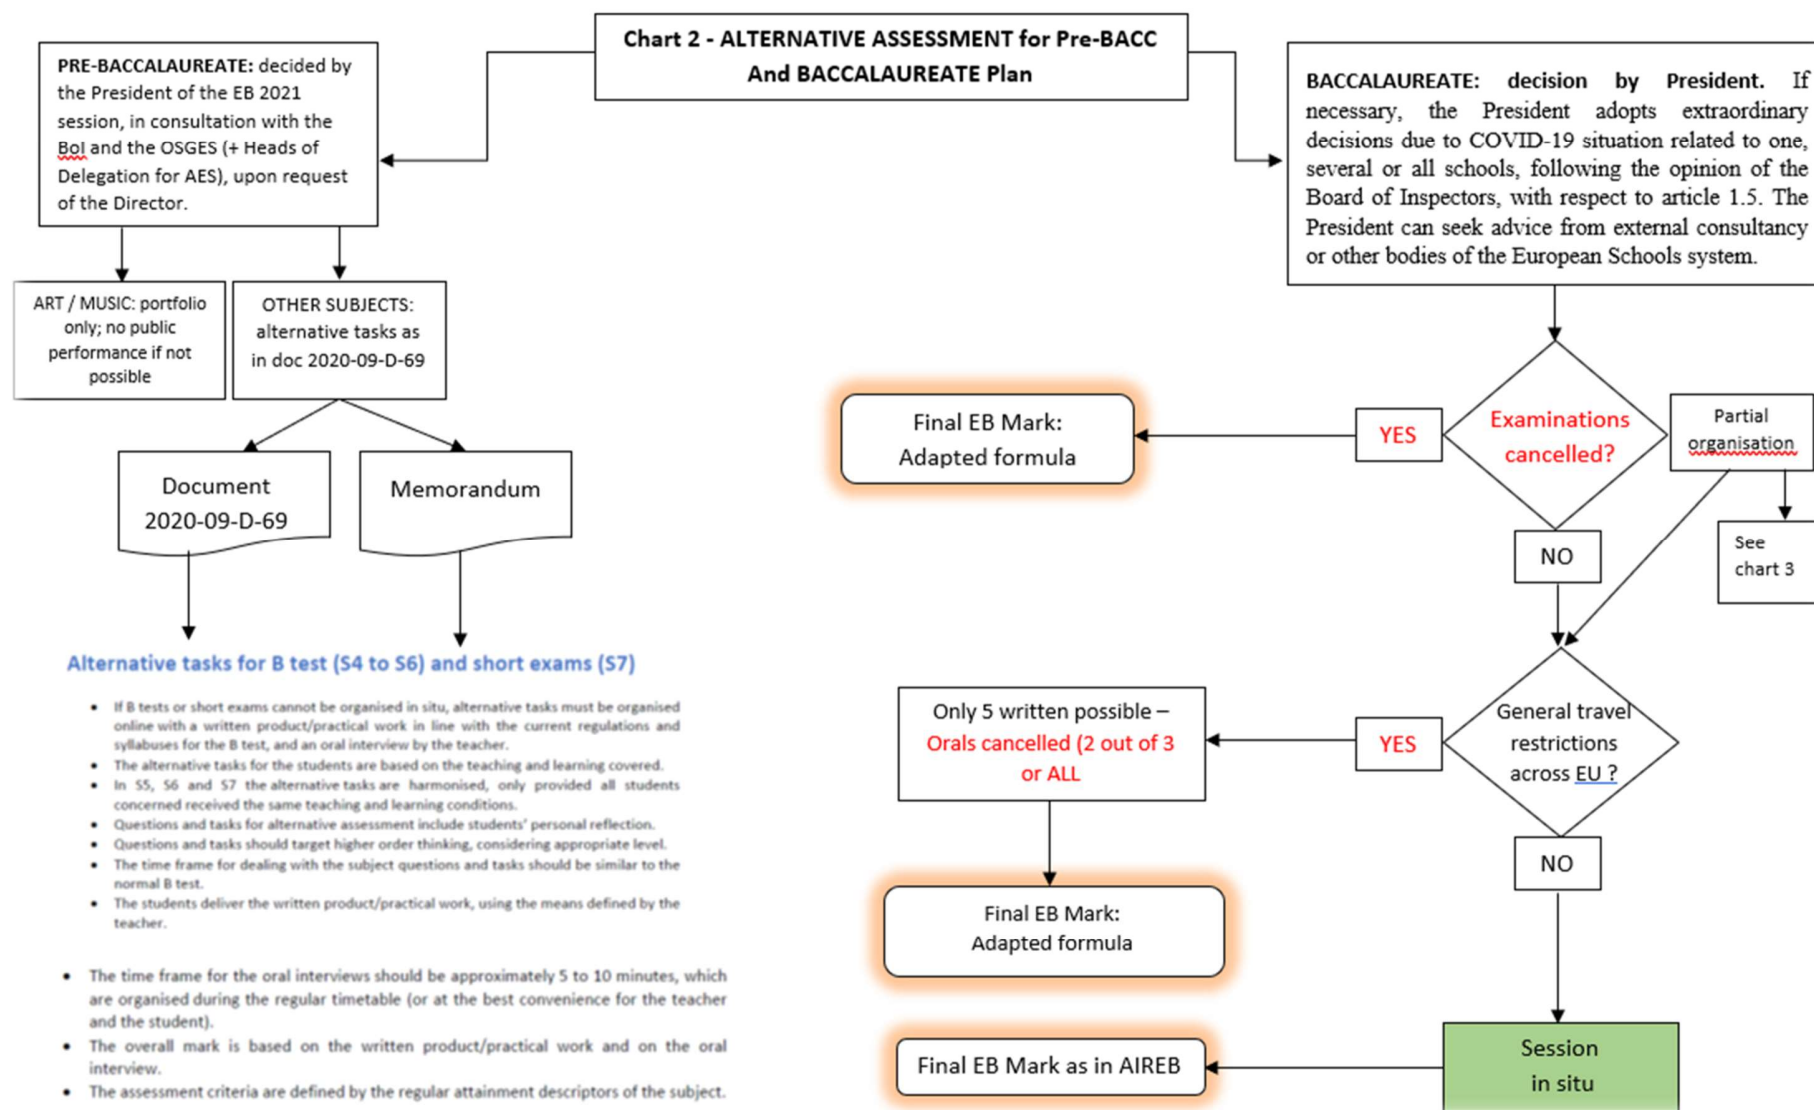 Chart 2 - ALTERNATIVE ASSESSMENT for Pre-BACC
And BACCALAUREATE Plan
PRE-BACCALAUREATE: decided by
the President of the EB 2021
session, in consultation with the
BoI and the OSGES (+ Heads of
Delegation for AES), upon request
of the Director.
ART / MUSIC: portfolio
only; no public
performance if not
possible
OTHER SUBJECTS:
alternative tasks as
in doc 2020-09-D-69
Document
2020-09-D-69
Memorandum
Alternative tasks for B test (S4 to S6) and short exams (S7)
• If B tests or short exams cannot be organised in situ, alternative tasks must be organised
online with a written product/practical work in line with the current regulations and
syllabuses for the B test, and an oral interview by the teacher.
• The alternative tasks for the students are based on the teaching and learning covered.
• In S5, S6 and S7 the alternative tasks are harmonised, only provided all students
concerned received the same teaching and learning conditions.
• Questions and tasks for alternative assessment include students' personal reflection.
• Questions and tasks should target higher order thinking, considering appropriate level.
• The time frame for dealing with the subject questions and tasks should be similar to the
normal B test.
• The students deliver the written product/practical work, using the means defined by the
teacher.
• The time frame for the oral interviews should be approximately 5 to 10 minutes, which
are organised during the regular timetable (or at the best convenience for the teacher
and the student).
• The overall mark is based on the written product/practical work and on the oral
interview.
• The assessment criteria are defined by the regular attainment descriptors of the subject.
BACCALAUREATE: decision by President. If
necessary, the President adopts extraordinary
decisions due to COVID-19 situation related to one,
several or all schools, following the opinion of the
Board of Inspectors, with respect to article 1.5. The
President can seek advice from external consultancy
or other bodies of the European Schools system.
Examinations
cancelled?
YES
Final EB Mark:
Adapted formula
Partial
organisation
See
chart 3
NO
General travel
restrictions
across EU ?
YES
Only 5 written possible –
Orals cancelled (2 out of 3
or ALL
Final EB Mark:
Adapted formula
NO
Session
in situ
Final EB Mark as in AIREB